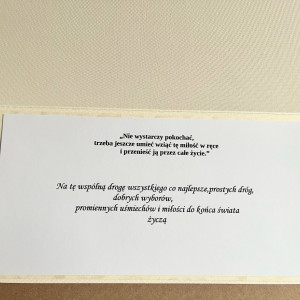 „Nie wystarczy pokochać,
trzeba jeszcze umieć wziąć tę miłość w ręce
i przenieść ją przez całe życie.”
Na tę wspólną drogę wszystkiego co najlepsze,prostych dróg,
dobrych wyborów,
promiennych uśmiechów i miłości do końca świata
życzą